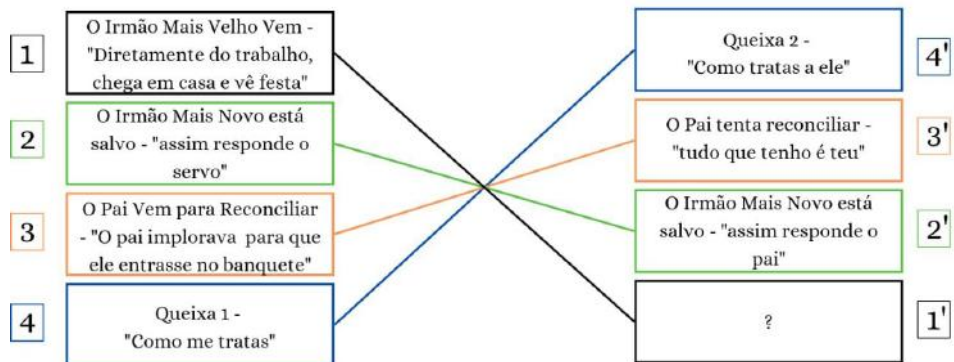 1
O Irmão Mais Velho Vem -
"Diretamente do trabalho,
chega em casa e vê festa"
2
O Irmão Mais Novo está
salvo - "assim responde o
servo"
3
O Pai Vem para Reconciliar
- "O pai implorava para que
ele entrasse no banquete"
4
Queixa 1 -
"Como me tratas"
Queixa 2 -
"Como tratas a ele"
4'
O Pai tenta reconciliar -
"tudo que tenho é teu"
3'
O Irmão Mais Novo está
salvo - "assim responde o
pai"
2'
?
1'